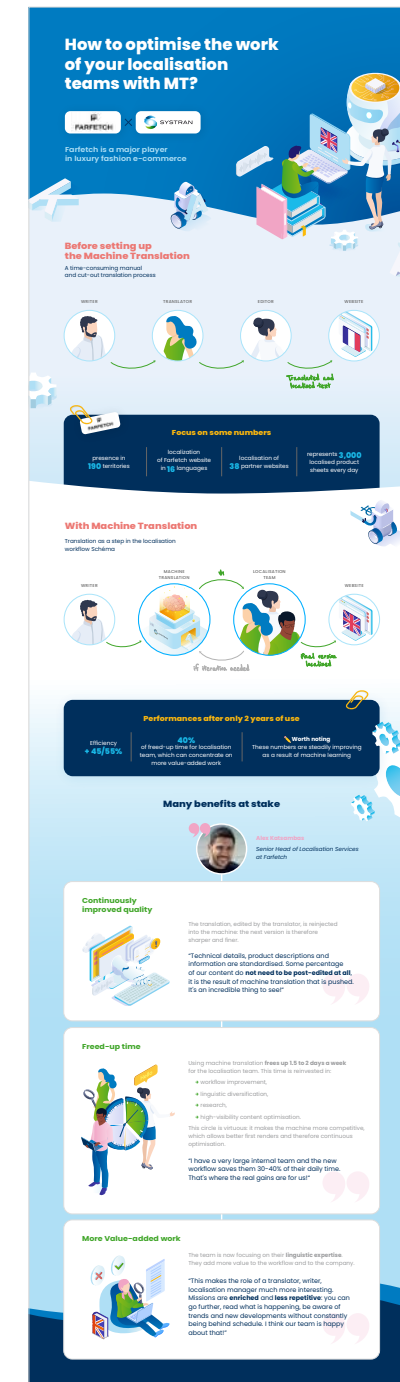 How to optimise the work
of your localisation
teams with MT?
FARFETCH × SYSTRAN
Farfetch is a major player
in luxury fashion e-commerce
Before setting up
the Machine Translation
A time-consuming manual
and cut-out translation process
WRITER
TRANSLATOR
EDITOR
WEBSITE
Translated and
localised text
FARFETCH
Focus on some numbers
presence in
190 territories
localization
of Farfetch website
in 16 languages
localisation of
38 partner websites
represents 3,000
localised product
sheets every day
With Machine Translation
Translation as a step in the localisation
workflow Schéma
WRITER
MACHINE
TRANSLATION
LOCALISATION
TEAM
WEBSITE
if iteration needed
Final version
localised
Performances after only 2 years of use
Efficiency
+ 45/55%
40%
of freed-up time for localisation
team, which can concentrate on
more value-added work
Worth noting
These numbers are steadily improving
as a result of machine learning
Many benefits at stake
Senior Head of Localisation Services
at Farfetch
Continuously
improved quality
The translation, edited by the translator, is reinjected
into the machine: the next version is therefore
sharper and finer.
"Technical details, product descriptions and
information are standardised. Some percentage
of our content do not need to be post-edited at all,
it is the result of machine translation that is pushed.
It's an incredible thing to see!"
Freed-up time
Using machine translation frees up 1.5 to 2 days a week
for the localisation team. This time is reinvested in:
+ workflow improvement,
+ linguistic diversification,
+ research,
+ high-visibility content optimisation.
This circle is virtuous: it makes the machine more competitive,
which allows better first renders and therefore continuous
optimisation.
"I have a very large internal team and the new
workflow saves them 30-40% of their daily time.
That's where the real gains are for us!"
More Value-added work
The team is now focusing on their linguistic expertise.
They add more value to the workflow and to the company.
"This makes the role of a translator, writer,
localisation manager much more interesting.
Missions are enriched and less repetitive: you can
go further, read what is happening, be aware of
trends and new developments without constantly
being behind schedule. I think our team is happy
about that!"